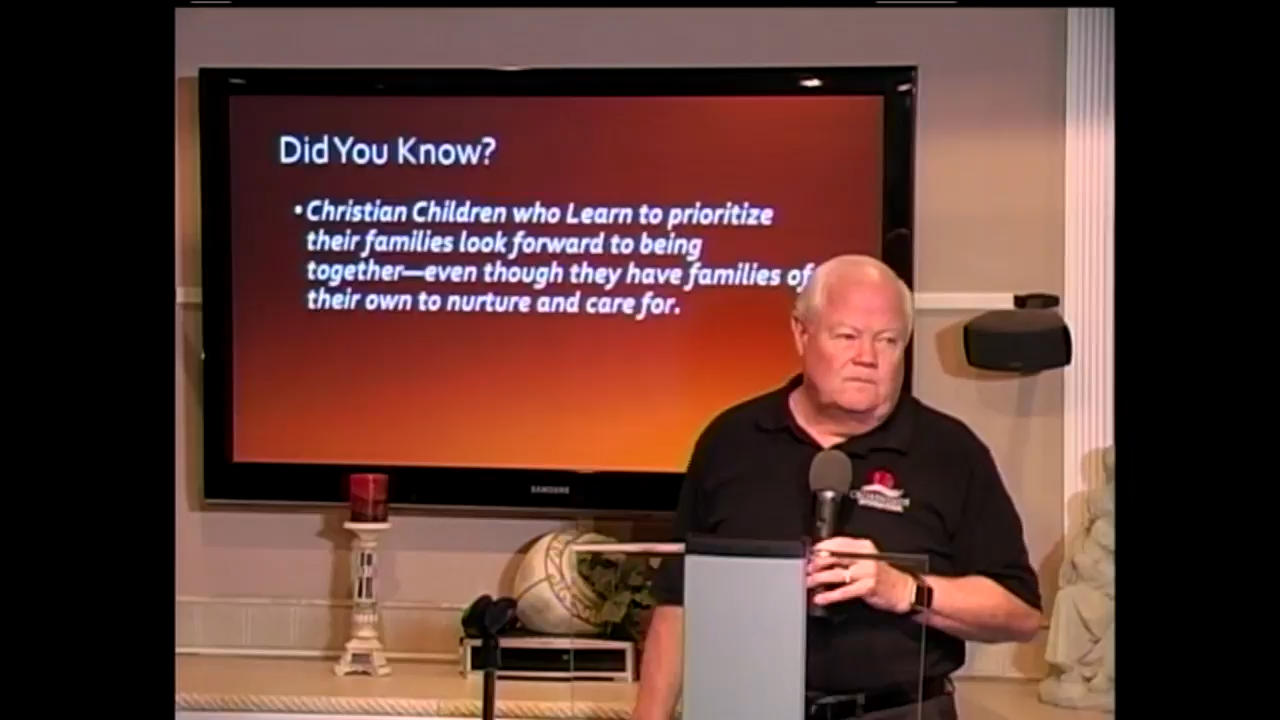 Did You Know?
• Christian Children who Learn to prioritize
their families look forward to being
together—even though they have families of
their own to nurture and care for.
SAMSUNG